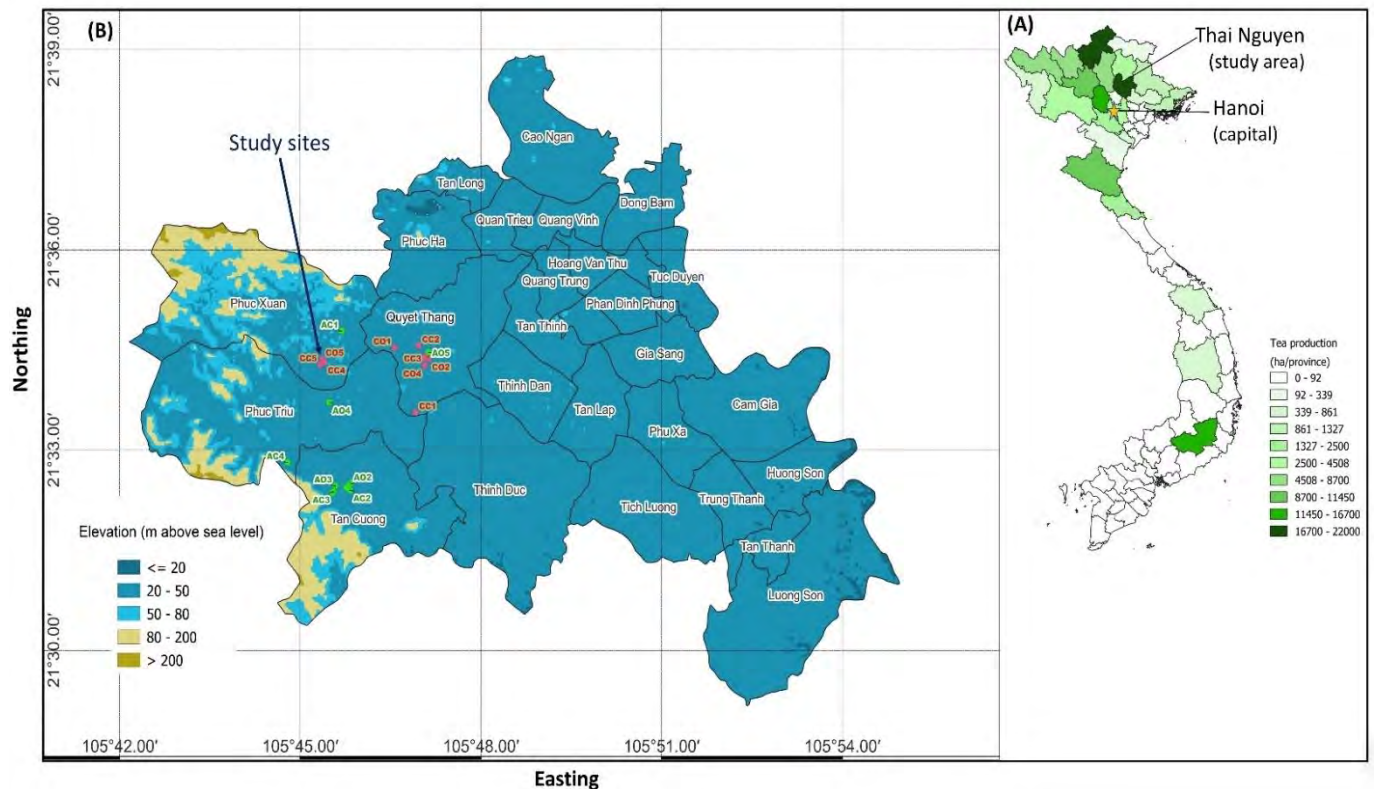 (B)
21°39.00'
21°36.00'
21°33.00'
21°30.00'
Northing
Study sites
Cao Ngan
Tan Long
Dong Bam
Quan Trieu
Quang Vinh
Phuc Ha
Hoang Van Thu
Tuc Duyen
Quang Trung
Phan Dinh Phung
Phuc Xuan
Quyet Thang
AC1
Tan Thinh
CO1
CC2
CO5
CC5
CC3
AO5
Gia Sang
CC4
CO4
CO2
Thinh Dan
AO4
CC1
Phuc Triu
Tan Lap
Cam Gia
Phu Xa
AC4
Huong Son
AO3
AO2
AC3
AC2
Thinh Duc
Trung Thanh
Tich Luong
Tan Cuong
Tan Thanh
Luong Son
Elevation (m above sea level)
<= 20
20 - 50
50 - 80
80 - 200
> 200
105°42.00'
105°45.00'
105°48.00'
105°51.00'
105°54.00'
Easting
(A)
Thai Nguyen
(study area)
Hanoi
(capital)
Tea production
(ha/province)
0 - 92
92 - 339
339 - 861
861 - 1327
1327 - 2500
2500 - 4508
4508 - 8700
8700 - 11450
11450 - 16700
16700 - 22000